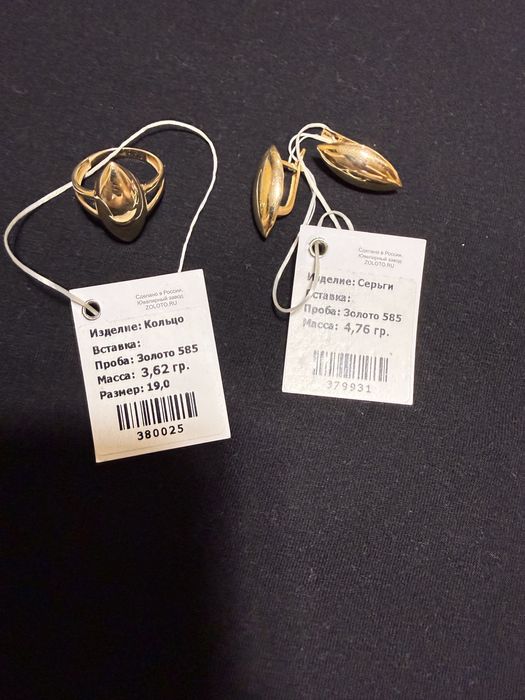 Сделано в России.
Ювелирный завод
ZOLOTO.RU
Изделие: Кольцо
Вставка:
Проба: Золото 585
Масса: 3,62 гр.
Размер: 19,0
380025
Сделано в России.
Ювелирный завод
ZOLOTO.RU
Изделие: Серьги
Вставка:
Проба: Золото 585
Масса: 4,76 гр.
379931